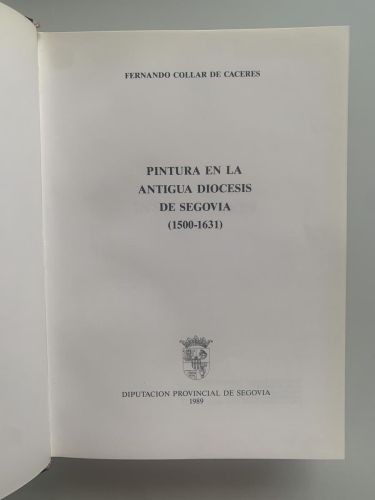 FERNANDO COLLAR DE CACERES
PINTURA EN LA
ANTIGUA DIOCESIS
DE SEGOVIA
(1500-1631)
DIPUTACION PROVINCIAL DE SEGOVIA
1989